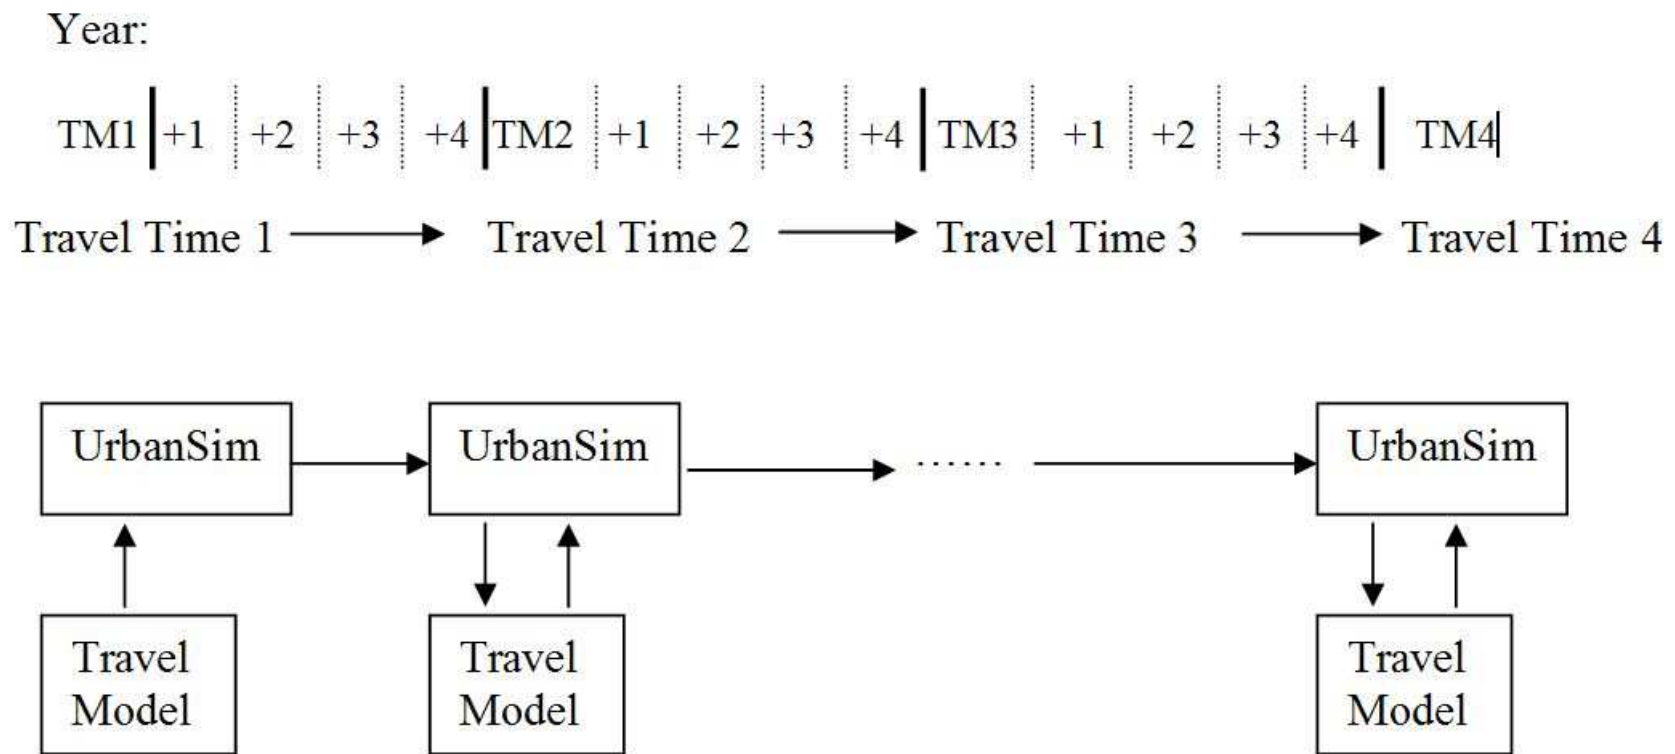 Year:
TM1 +1 +2 +3 +4 TM2 +1 +2 +3 +4 TM3 +1 +2 +3 +4 TM4
Travel Time 1 Travel Time 2 Travel Time 3 Travel Time 4
UrbanSim UrbanSim ...... UrbanSim
Travel Travel Travel
Model Model Model